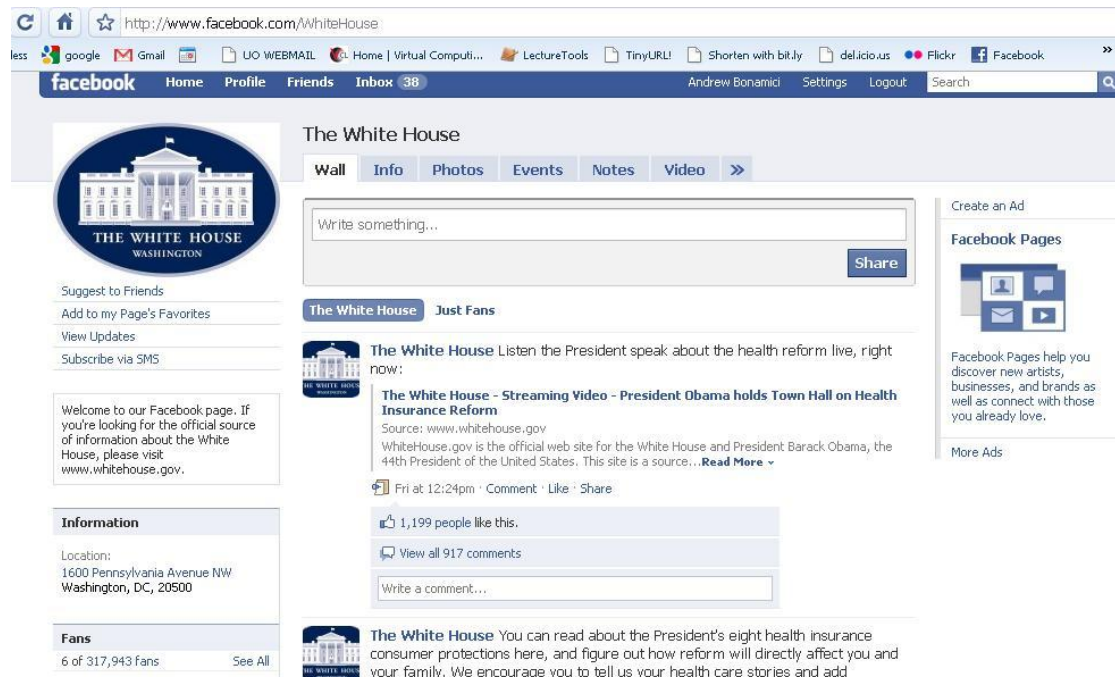 http://www.facebook.com/WhiteHouse
less google Gmail UO WEBMAIL Home | Virtual Computi... LectureTools TinyURL! Shorten with bit.ly del.icio.us Flickr Facebook »
facebook Home Profile Friends Inbox 38 Andrew Bonamici Settings Logout Search
THE WHITE HOUSE
WASHINGTON
Suggest to Friends
Add to my Page's Favorites
View Updates
Subscribe via SMS
Welcome to our Facebook page. If
you're looking for the official source
of information about the White
House, please visit
www.whitehouse.gov.
Information
Location:
1600 Pennsylvania Avenue NW
Washington, DC, 20500
Fans
6 of 317,943 fans See All
The White House
Wall Info Photos Events Notes Video »
Write something...
Share
The White House Just Fans
The White House Listen the President speak about the health reform live, right
now:
The White House - Streaming Video - President Obama holds Town Hall on Health
Insurance Reform
Source: www.whitehouse.gov
WhiteHouse.gov is the official web site for the White House and President Barack Obama, the
44th President of the United States. This site is a source...Read More
Fri at 12:24pm · Comment · Like · Share
1,199 people like this.
View all 917 comments
Write a comment...
The White House You can read about the President's eight health insurance
consumer protections here, and figure out how reform will directly affect you and
your family. We encourage you to tell us your health care stories and add
Create an Ad
Facebook Pages
Facebook Pages help you
discover new artists,
businesses, and brands as
well as connect with those
you already love.
More Ads